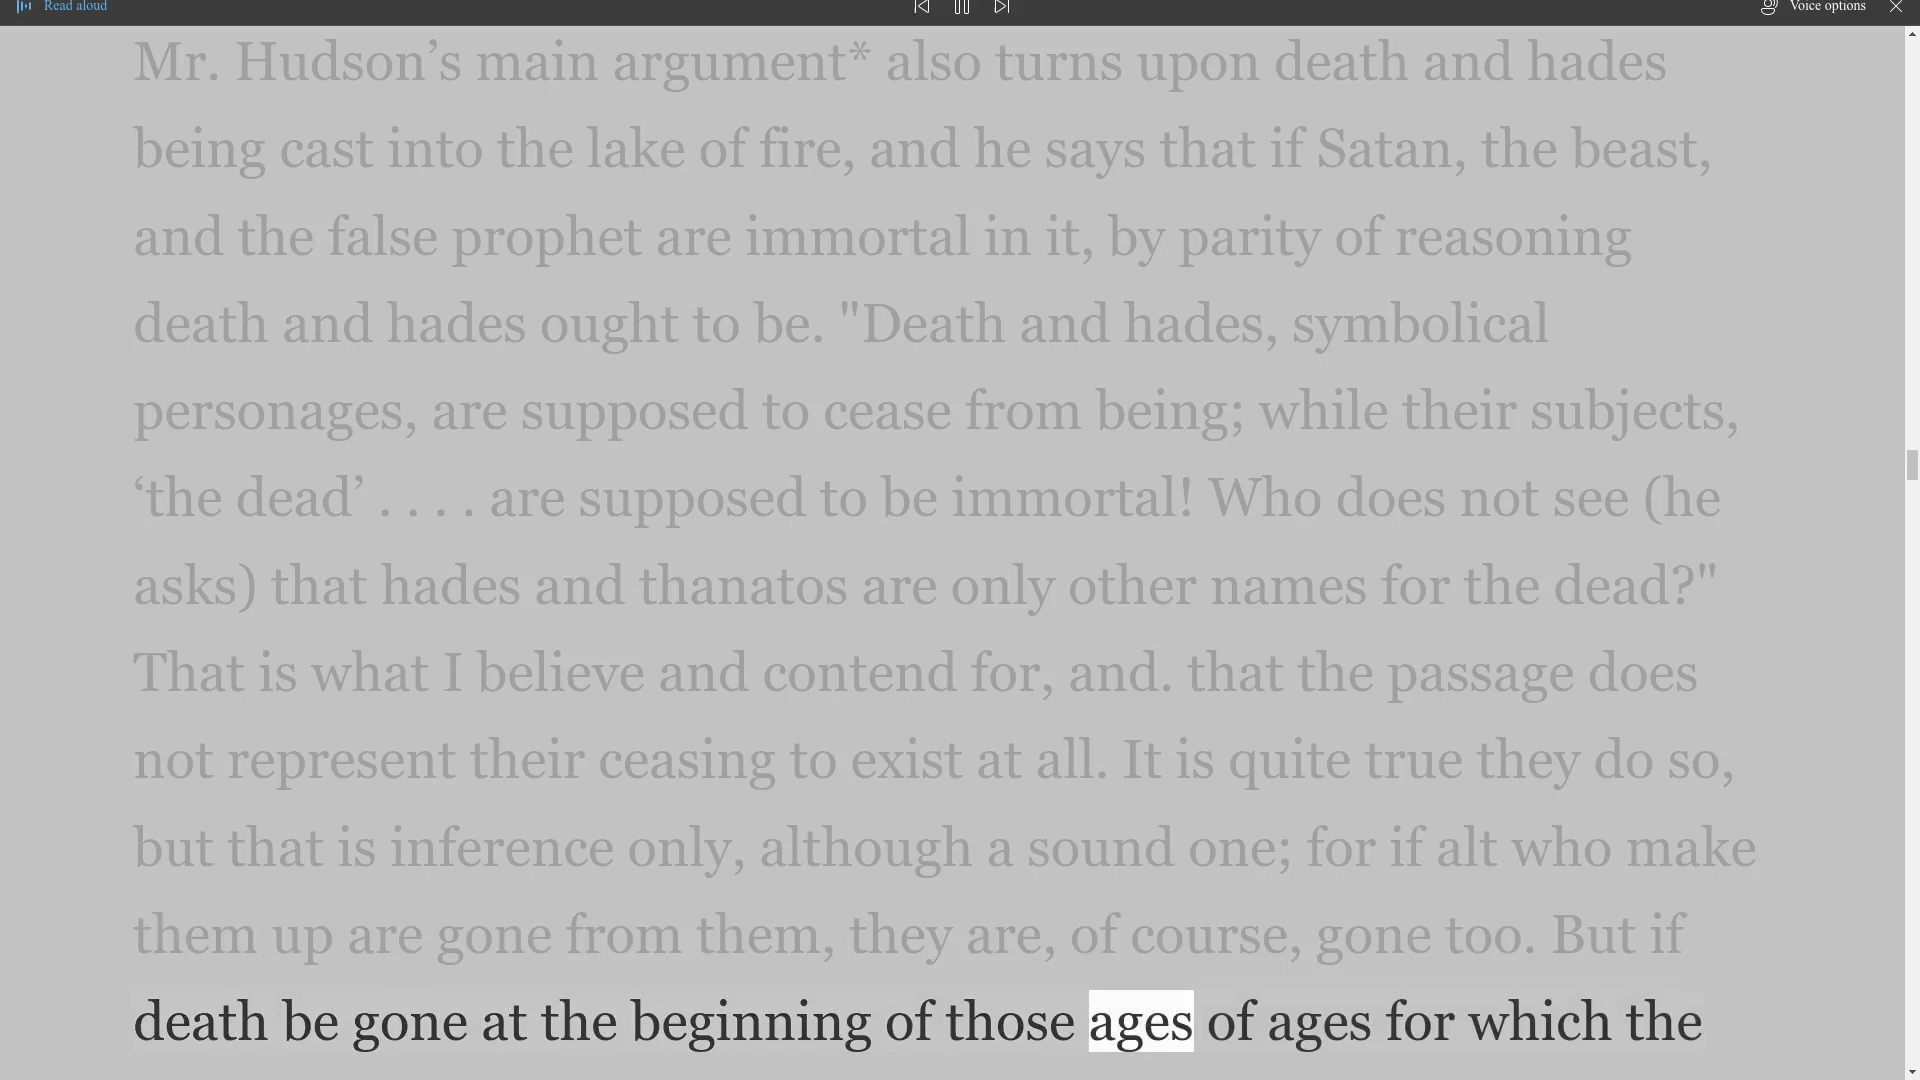 Read aloud
Voice options
Mr. Hudson’s main argument* also turns upon death and hades
being cast into the lake of fire, and he says that if Satan, the beast,
and the false prophet are immortal in it, by parity of reasoning
death and hades ought to be. "Death and hades, symbolical
personages, are supposed to cease from being; while their subjects,
‘the dead’ . . . . are supposed to be immortal! Who does not see (he
asks) that hades and thanatos are only other names for the dead?"
That is what I believe and contend for, and. that the passage does
not represent their ceasing to exist at all. It is quite true they do so,
but that is inference only, although a sound one; for if alt who make
them up are gone from them, they are, of course, gone too. But if
death be gone at the beginning of those ages of ages for which the